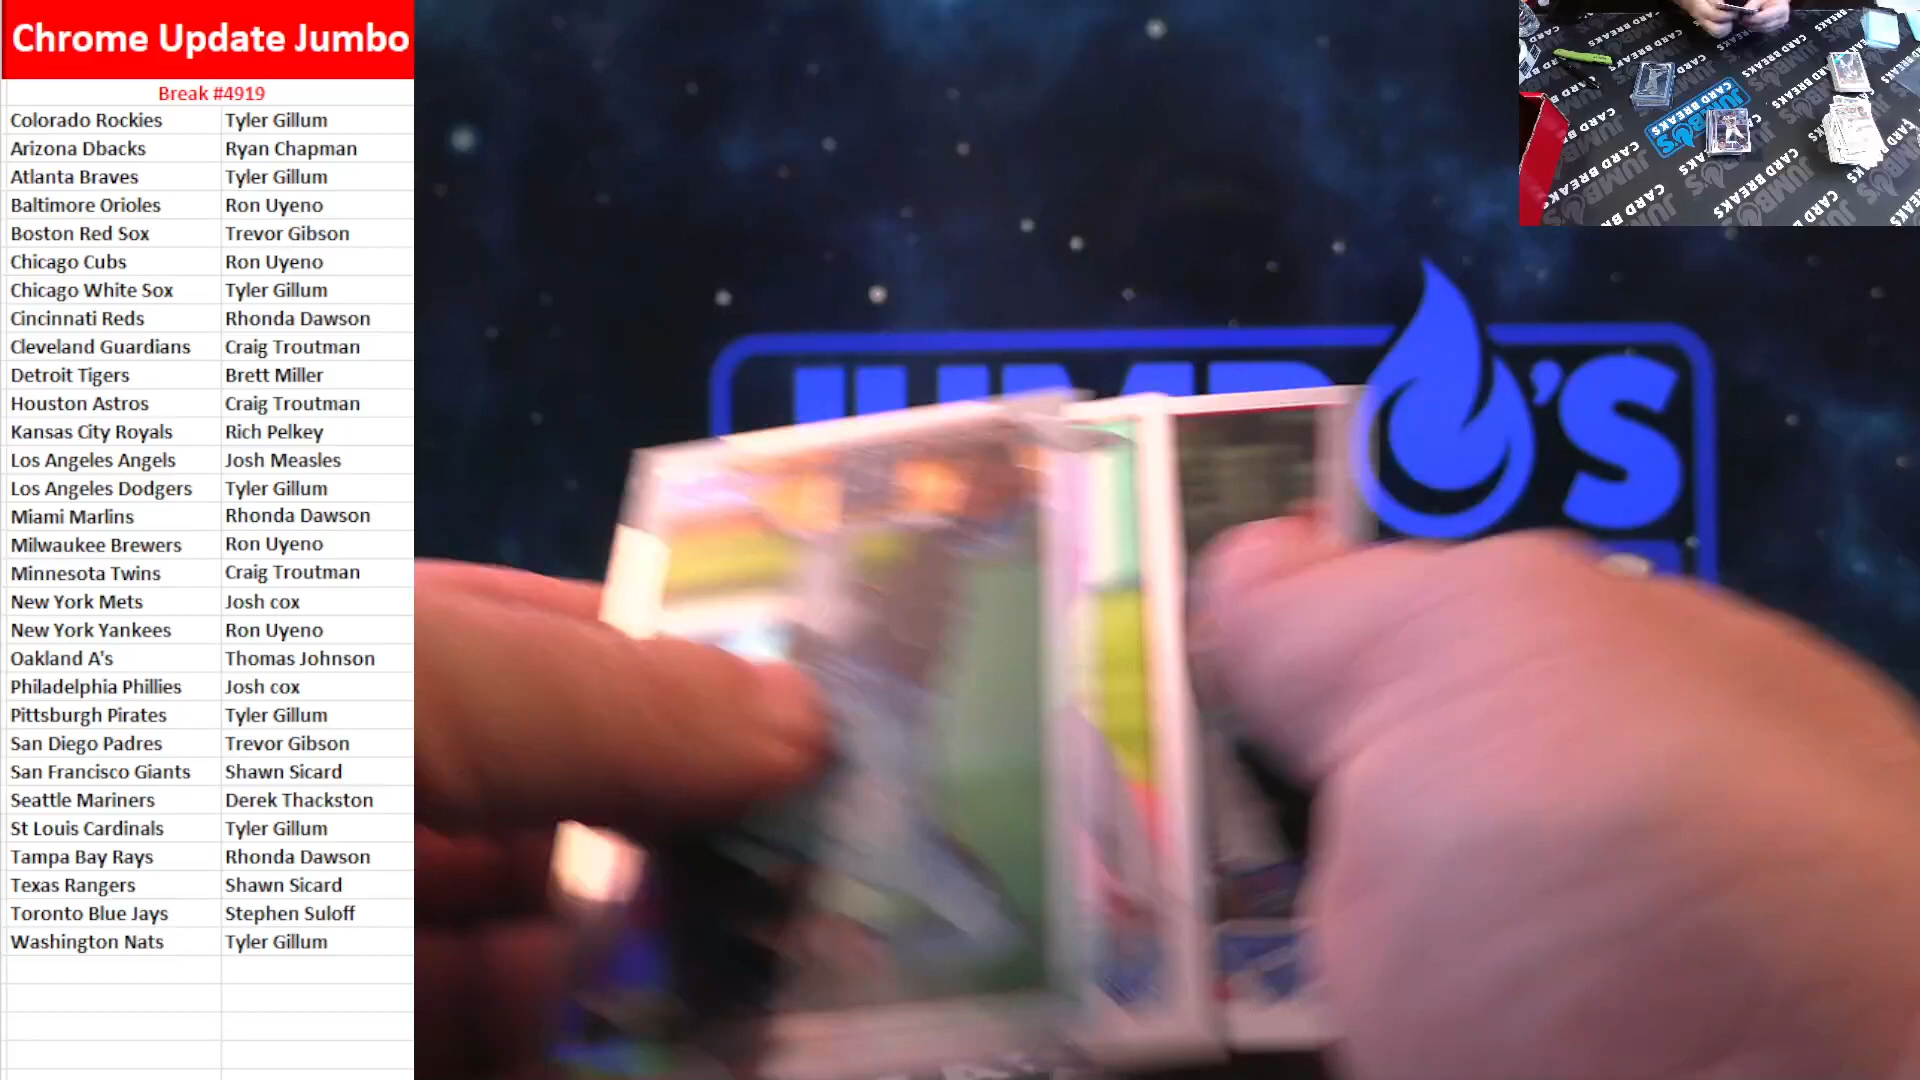 Chrome Update Jumbo
Break #4919
Colorado Rockies Tyler Gillum
Arizona Dbacks Ryan Chapman
Atlanta Braves Tyler Gillum
Baltimore Orioles Ron Uyeno
Boston Red Sox Trevor Gibson
Chicago Cubs Ron Uyeno
Chicago White Sox Tyler Gillum
Cincinnati Reds Rhonda Dawson
Cleveland Guardians Craig Troutman
Detroit Tigers Brett Miller
Houston Astros Craig Troutman
Kansas City Royals Rich Pelkey
Los Angeles Angels Josh Measles
Los Angeles Dodgers Tyler Gillum
Miami Marlins Rhonda Dawson
Milwaukee Brewers Ron Uyeno
Minnesota Twins Craig Troutman
New York Mets Josh cox
New York Yankees Ron Uyeno
Oakland A's Thomas Johnson
Philadelphia Phillies Josh cox
Pittsburgh Pirates Tyler Gillum
San Diego Padres Trevor Gibson
San Francisco Giants Shawn Sicard
Seattle Mariners Derek Thackston
St Louis Cardinals Tyler Gillum
Tampa Bay Rays Rhonda Dawson
Texas Rangers Shawn Sicard
Toronto Blue Jays Stephen Suloff
Washington Nats Tyler Gillum
JUMBO'S
JUMBO'S
CARD BREAKS